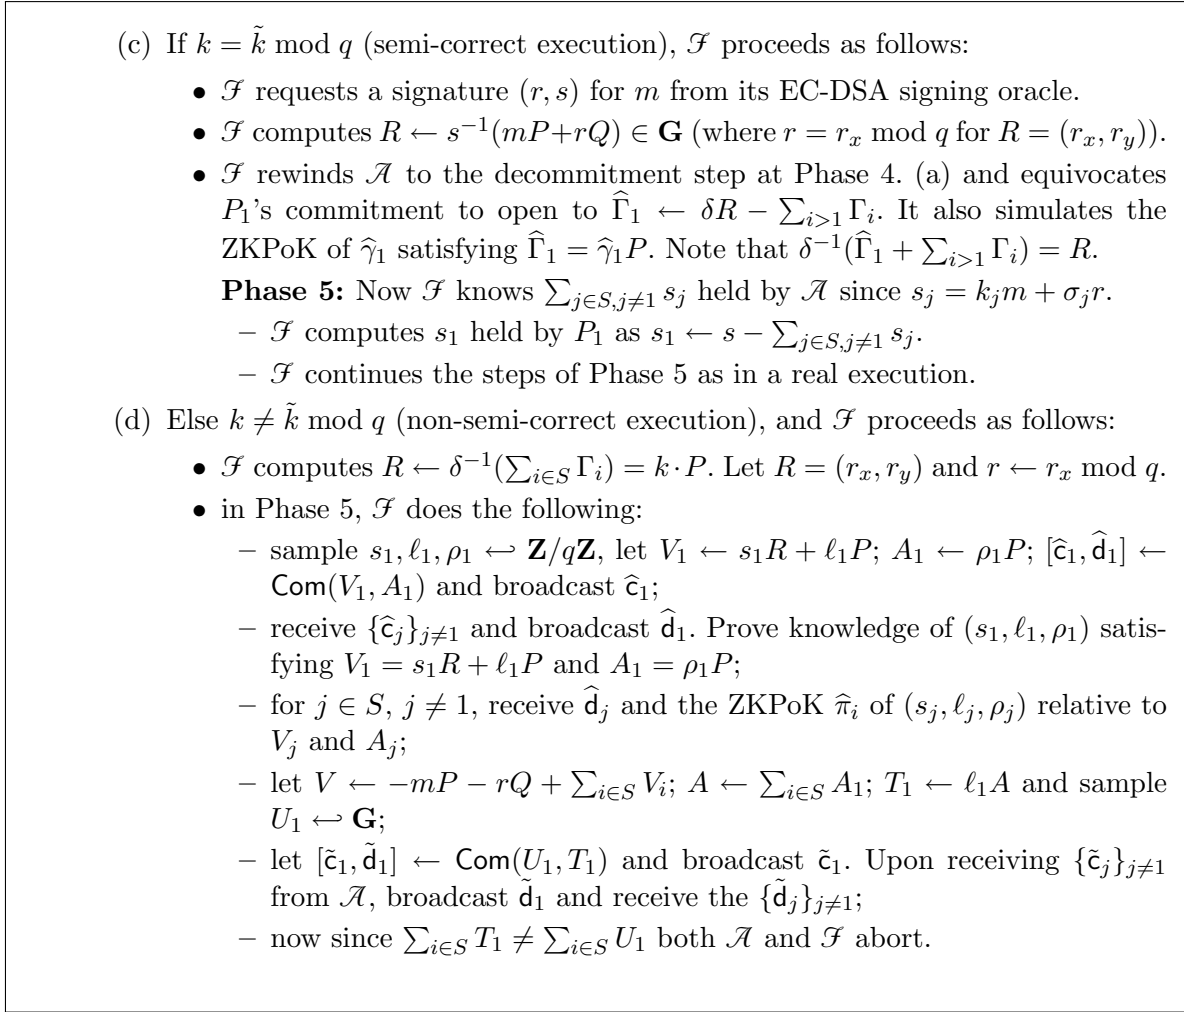 (c) If k = k̃ mod q (semi-correct execution), ℱ proceeds as follows:
• ℱ requests a signature (r, s) for m from its EC-DSA signing oracle.
• ℱ computes R ← s⁻¹(mP+rQ) ∈ 𝐆 (where r = rₓ mod q for R = (rₓ, r_y)).
• ℱ rewinds 𝒜 to the decommitment step at Phase 4. (a) and equivocates
P₁'s commitment to open to Γ̂₁ ← δR − ∑_{i>1} Γᵢ. It also simulates the
ZKPoK of γ̂₁ satisfying Γ̂₁ = γ̂₁P. Note that δ⁻¹(Γ̂₁ + ∑_{i>1} Γᵢ) = R.
Phase 5: Now ℱ knows ∑_{j∈S,j≠1} sⱼ held by 𝒜 since sⱼ = kⱼm + σⱼr.
– ℱ computes s₁ held by P₁ as s₁ ← s − ∑_{j∈S,j≠1} sⱼ.
– ℱ continues the steps of Phase 5 as in a real execution.
(d) Else k ≠ k̃ mod q (non-semi-correct execution), and ℱ proceeds as follows:
• ℱ computes R ← δ⁻¹(∑_{i∈S} Γᵢ) = k · P. Let R = (rₓ, r_y) and r ← rₓ mod q.
• in Phase 5, ℱ does the following:
– sample s₁, ℓ₁, ρ₁ ↩ 𝐙/q𝐙, let V₁ ← s₁R + ℓ₁P; A₁ ← ρ₁P; [ĉ₁, d̂₁] ←
Com(V₁, A₁) and broadcast ĉ₁;
– receive {ĉⱼ}_{j≠1} and broadcast d̂₁. Prove knowledge of (s₁, ℓ₁, ρ₁) satis-
fying V₁ = s₁R + ℓ₁P and A₁ = ρ₁P;
– for j ∈ S, j ≠ 1, receive d̂ⱼ and the ZKPoK π̂ᵢ of (sⱼ, ℓⱼ, ρⱼ) relative to
Vⱼ and Aⱼ;
– let V ← −mP − rQ + ∑_{i∈S} Vᵢ; A ← ∑_{i∈S} A₁; T₁ ← ℓ₁A and sample
U₁ ↩ 𝐆;
– let [c̃₁, d̃₁] ← Com(U₁, T₁) and broadcast c̃₁. Upon receiving {c̃ⱼ}_{j≠1}
from 𝒜, broadcast d̃₁ and receive the {d̃ⱼ}_{j≠1};
– now since ∑_{i∈S} T₁ ≠ ∑_{i∈S} U₁ both 𝒜 and ℱ abort.